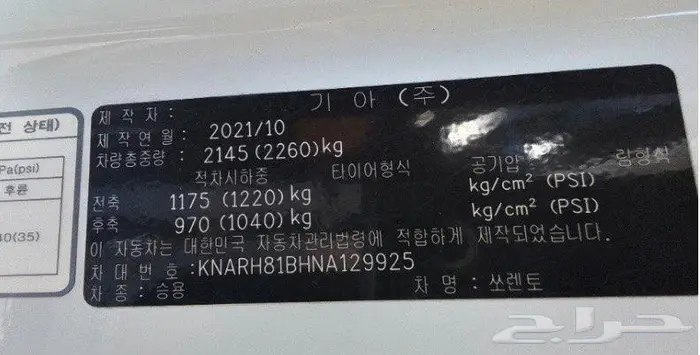 전 상태)
Pa(psi)
후륜
40(35)
제 작 자 : 기 아 (주)
제 작 연 월 : 2021/10
차량총중량 : 2145 (2260)kg
적차시하중 타이어형식 공기압 림형식
전축 1175 (1220)kg kg/cm² (PSI)
후축 970 (1040)kg kg/cm² (PSI)
이 자동차는 대한민국 자동차관리법령에 적합하게 제작되었습니다.
차 대 번 호 :KNARH81BHNA129925
차 종 : 승용 차 명 : 쏘렌토
حراج